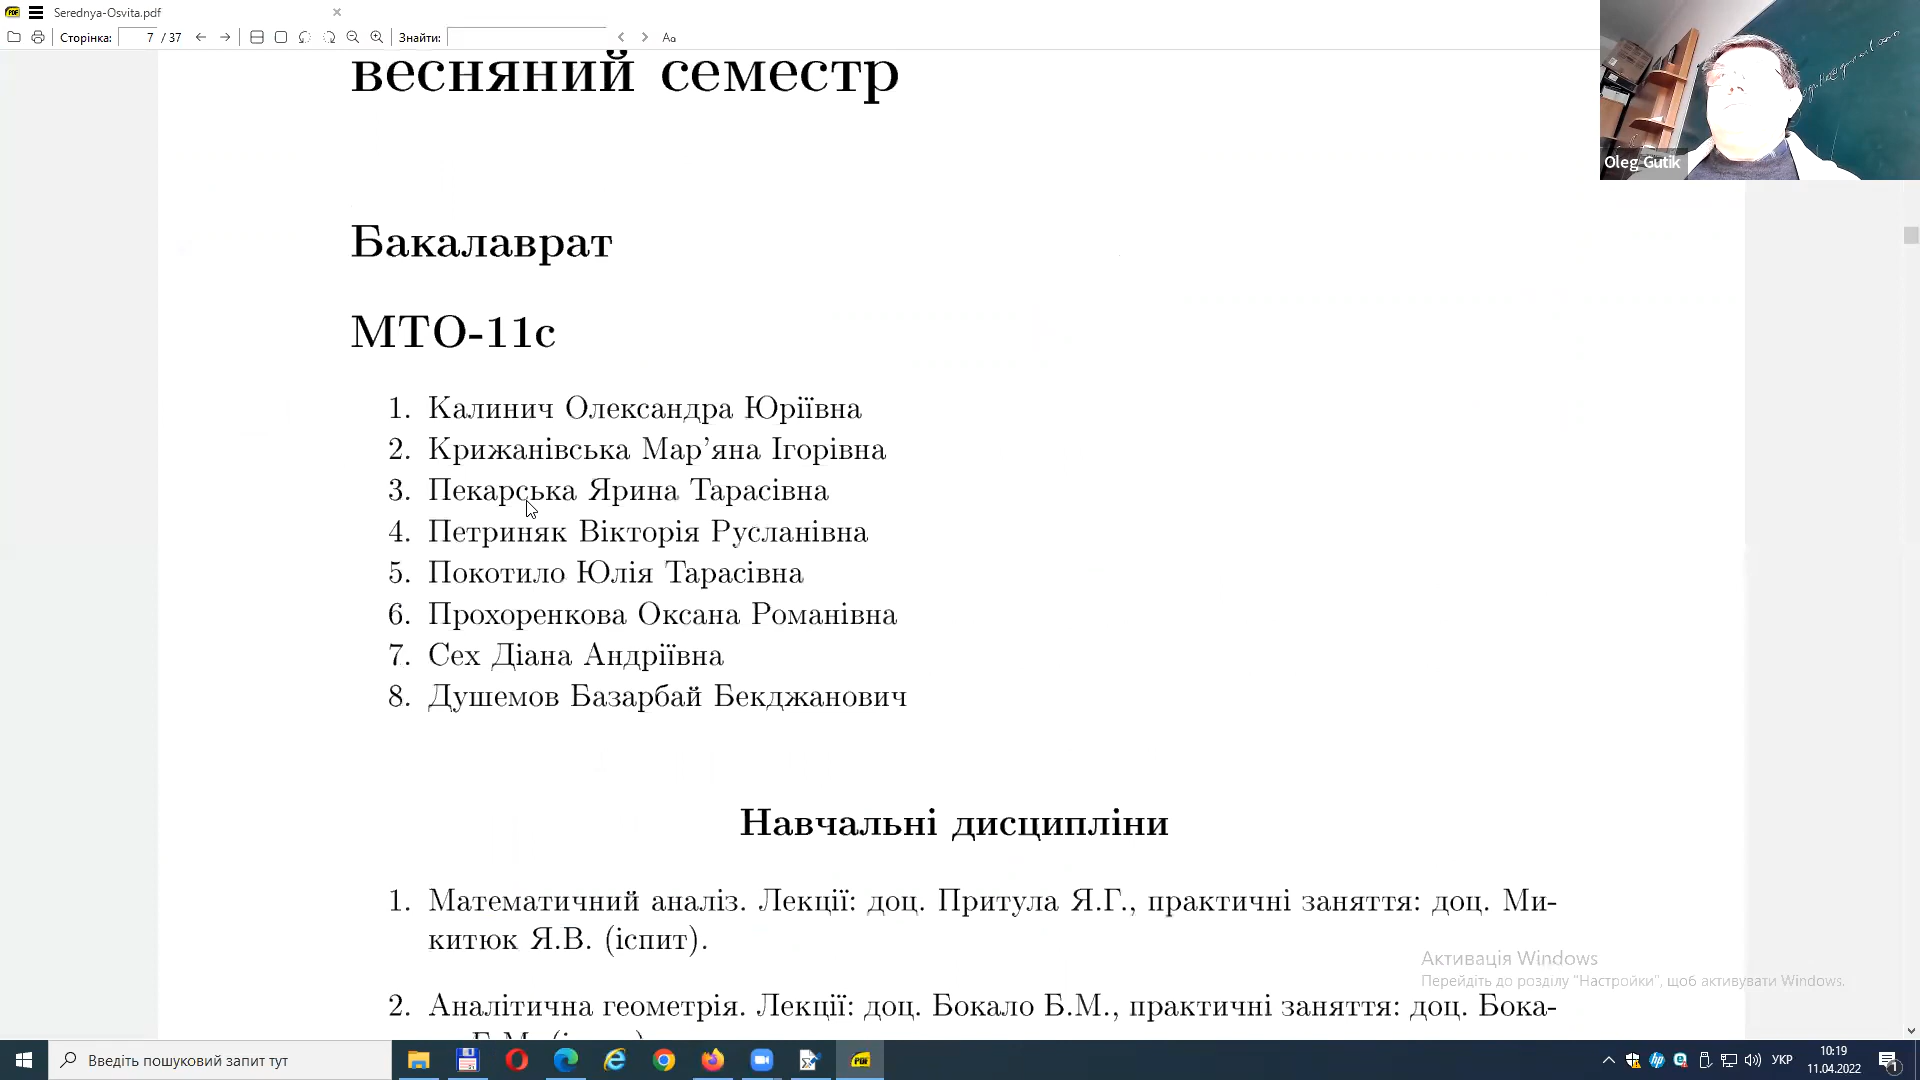 Serednya-Osvita.pdf
Сторінка: 7 / 37 Знайти: Aa
весняний семестр
Oleg Gutik
Бакалаврат
МТО-11с
1. Калинич Олександра Юріївна
2. Крижанівська Мар’яна Ігорівна
3. Пекарська Ярина Тарасівна
4. Петриняк Вікторія Русланівна
5. Покотило Юлія Тарасівна
6. Прохоренкова Оксана Романівна
7. Сех Діана Андріївна
8. Душемов Базарбай Бекджанович
Навчальні дисципліни
1. Математичний аналіз. Лекції: доц. Притула Я.Г., практичні заняття: доц. Ми-
китюк Я.В. (іспит).
Активація Windows
Перейдіть до розділу "Настройки", щоб активувати Windows.
2. Аналітична геометрія. Лекції: доц. Бокало Б.М., практичні заняття: доц. Бока-
Введіть пошуковий запит тут
УКР
10:19
11.04.2022